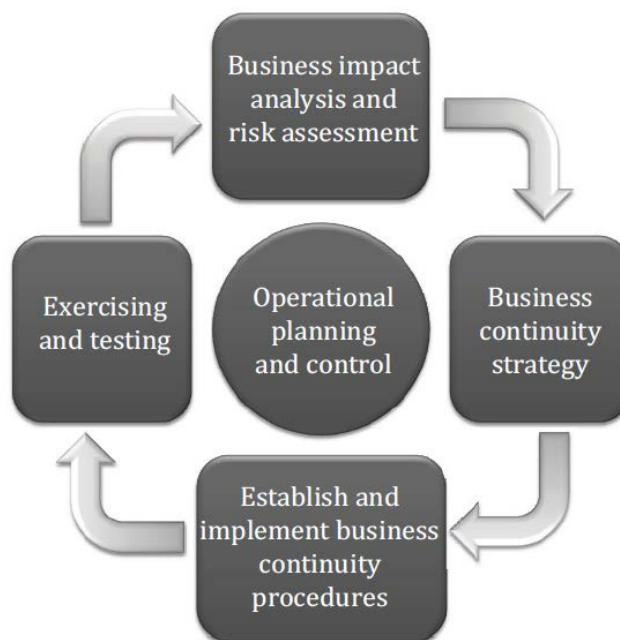 Business impact
analysis and
risk assessment
Exercising
and testing
Operational
planning
and control
Business
continuity
strategy
Establish and
implement business
continuity
procedures